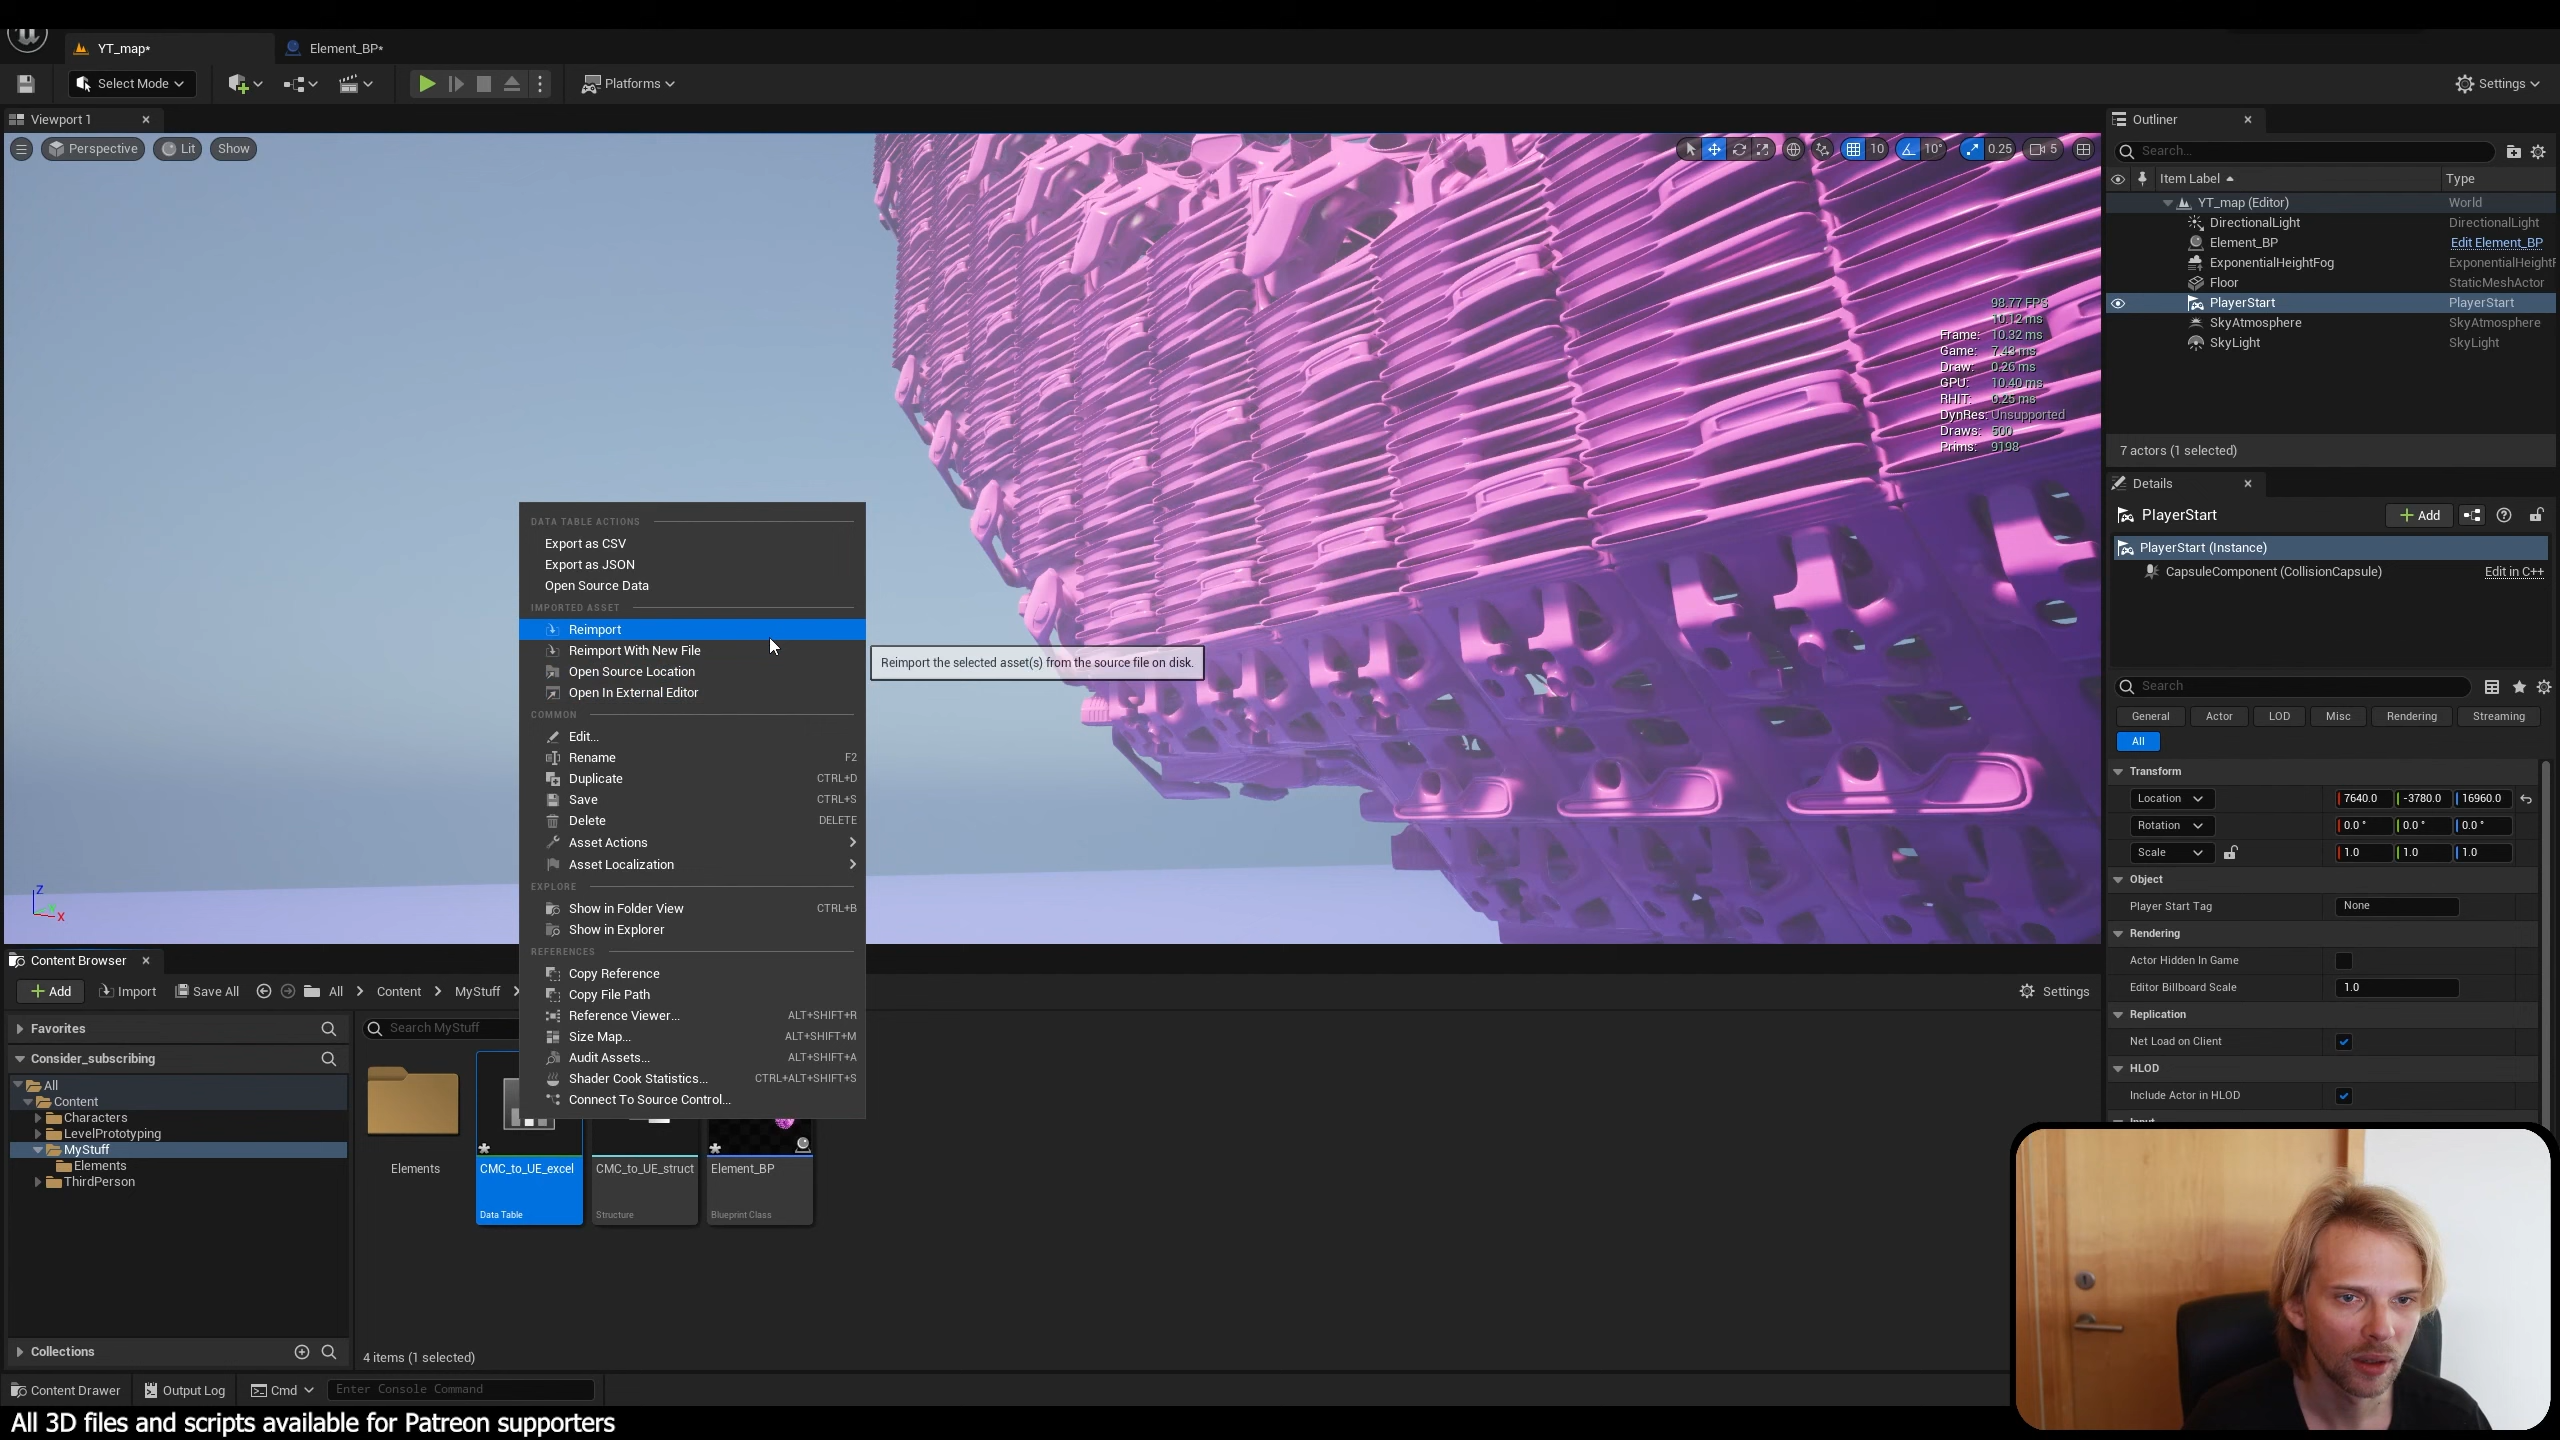 YT_map*
Element_BP*
Select Mode
Platforms
Settings
Viewport 1
Perspective
Lit
Show
10
10°
0.25
5
98.77 FPS
10.12 ms
Frame: 10.32 ms
Game: 7.43 ms
Draw: 0.26 ms
GPU: 10.40 ms
RHIT: 0.25 ms
DynRes: Unsupported
Draws: 500
Prims: 9198
Outliner
Search...
Item Label
Type
YT_map (Editor)
World
DirectionalLight
DirectionalLight
Element_BP
Edit Element_BP
ExponentialHeightFog
ExponentialHeightF
Floor
StaticMeshActor
PlayerStart
PlayerStart
SkyAtmosphere
SkyAtmosphere
SkyLight
SkyLight
7 actors (1 selected)
Details
PlayerStart
Add
PlayerStart (Instance)
CapsuleComponent (CollisionCapsule)
Edit in C++
Search
General
Actor
LOD
Misc
Rendering
Streaming
All
Transform
Location
7640.0
-3780.0
16960.0
Rotation
0.0 °
0.0 °
0.0 °
Scale
1.0
1.0
1.0
Object
Player Start Tag
None
Rendering
Actor Hidden In Game
Editor Billboard Scale
1.0
Replication
Net Load on Client
HLOD
Include Actor in HLOD
DATA TABLE ACTIONS
Export as CSV
Export as JSON
Open Source Data
IMPORTED ASSET
Reimport
Reimport With New File
Open Source Location
Open In External Editor
Reimport the selected asset(s) from the source file on disk.
COMMON
Edit...
Rename F2
Duplicate CTRL+D
Save CTRL+S
Delete DELETE
Asset Actions
Asset Localization
EXPLORE
Show in Folder View CTRL+B
Show in Explorer
REFERENCES
Copy Reference
Copy File Path
Reference Viewer... ALT+SHIFT+R
Size Map... ALT+SHIFT+M
Audit Assets... ALT+SHIFT+A
Shader Cook Statistics... CTRL+ALT+SHIFT+S
Connect To Source Control...
Z
X
Content Browser
Add
Import
Save All
All
Content
MyStuff
Settings
Favorites
Consider_subscribing
All
Content
Characters
LevelPrototyping
MyStuff
Elements
ThirdPerson
Collections
Search MyStuff
Elements
CMC_to_UE_excel
Data Table
CMC_to_UE_struct
Structure
Element_BP
Blueprint Class
4 items (1 selected)
Content Drawer
Output Log
Cmd
Enter Console Command
All 3D files and scripts available for Patreon supporters